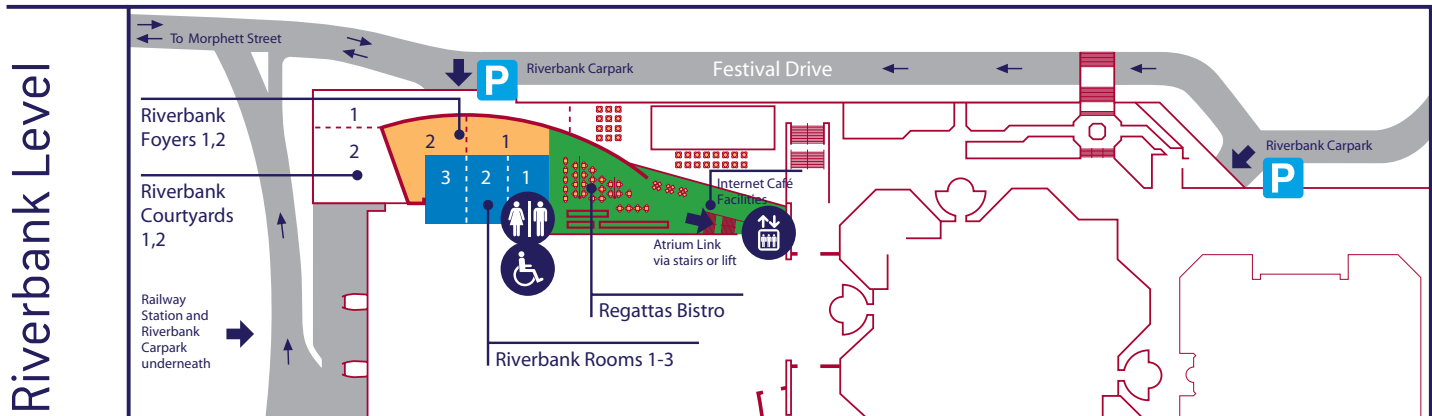 Riverbank Level
To Morphett Street
P
Riverbank Carpark
Festival Drive
Riverbank
Foyers 1,2
1
2
2
1
3
2
1
Riverbank
Courtyards
1,2
Internet Café
Facilities
Atrium Link
via stairs or lift
Riverbank Carpark
P
Railway
Station and
Riverbank
Carpark
underneath
Regattas Bistro
Riverbank Rooms 1-3